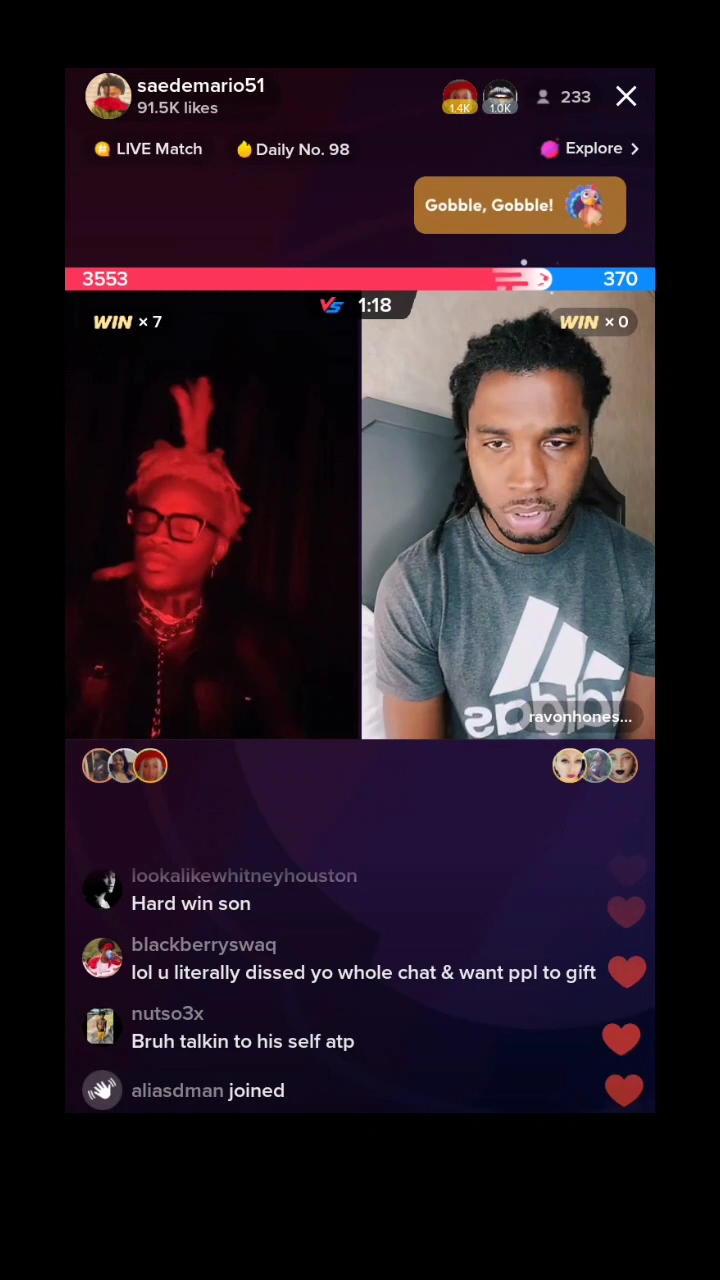 saedemario51
91.5K likes
1.4K
1.0K
233
LIVE Match
Daily No. 98
Explore >
Gobble, Gobble!
3553
370
VS 1:18
WIN × 7
WIN × 0
adidas
ravonhones...
lookalikewhitneyhouston
Hard win son
blackberryswaq
lol u literally dissed yo whole chat & want ppl to gift
nutso3x
Bruh talkin to his self atp
aliasdman joined